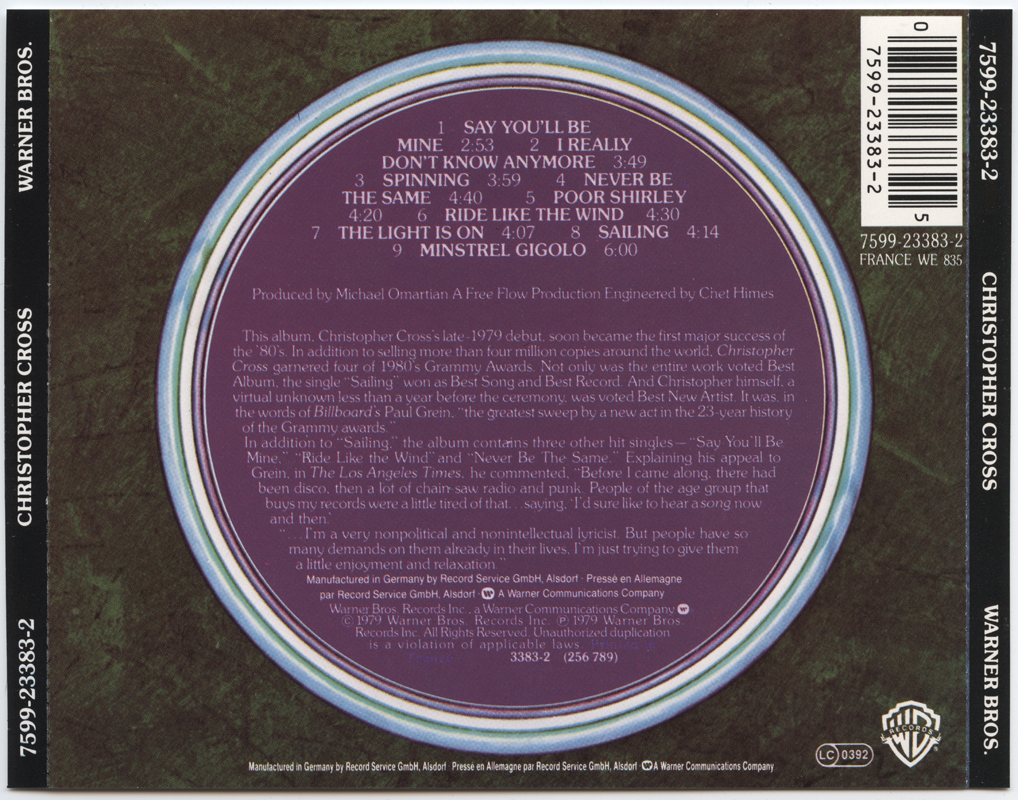 WARNER BROS.
CHRISTOPHER CROSS
7599-23383-2
1 SAY YOU'LL BE
MINE 2:53 2 I REALLY
DON'T KNOW ANYMORE 3:49
3 SPINNING 3:59 4 NEVER BE
THE SAME 4:40 5 POOR SHIRLEY
4:20 6 RIDE LIKE THE WIND 4:30
7 THE LIGHT IS ON 4:07 8 SAILING 4:14
9 MINSTREL GIGOLO 6:00
Produced by Michael Omartian A Free Flow Production Engineered by Chet Himes
This album, Christopher Cross's late-1979 debut, soon became the first major success of
the '80's. In addition to selling more than four million copies around the world, Christopher
Cross garnered four of 1980's Grammy Awards. Not only was the entire work voted Best
Album, the single "Sailing" won as Best Song and Best Record. And Christopher himself, a
virtual unknown less than a year before the ceremony, was voted Best New Artist. It was, in
the words of Billboard's Paul Grein, "the greatest sweep by a new act in the 23-year history
of the Grammy awards."
In addition to "Sailing," the album contains three other hit singles—"Say You'll Be
Mine," "Ride Like the Wind" and "Never Be The Same." Explaining his appeal to
Grein, in The Los Angeles Times, he commented, "Before I came along, there had
been disco, then a lot of chain-saw radio and punk. People of the age group that
buys my records were a little tired of that...saying, 'I'd sure like to hear a song now
and then.'
"...I'm a very nonpolitical and nonintellectual lyricist. But people have so
many demands on them already in their lives, I'm just trying to give them
a little enjoyment and relaxation."
Manufactured in Germany by Record Service GmbH, Alsdorf · Pressé en Allemagne
par Record Service GmbH, Alsdorf · A Warner Communications Company
Warner Bros. Records Inc., a Warner Communications Company
© 1979 Warner Bros. Records Inc. ℗ 1979 Warner Bros.
Records Inc. All Rights Reserved. Unauthorized duplication
is a violation of applicable laws.
3383-2 (256 789)
Manufactured in Germany by Record Service GmbH, Alsdorf · Pressé en Allemagne par Record Service GmbH, Alsdorf · A Warner Communications Company
0 7599-23383-2 5
7599-23383-2
FRANCE WE 835
LC 0392
WB
RECORDS
7599-23383-2
CHRISTOPHER CROSS
WARNER BROS.